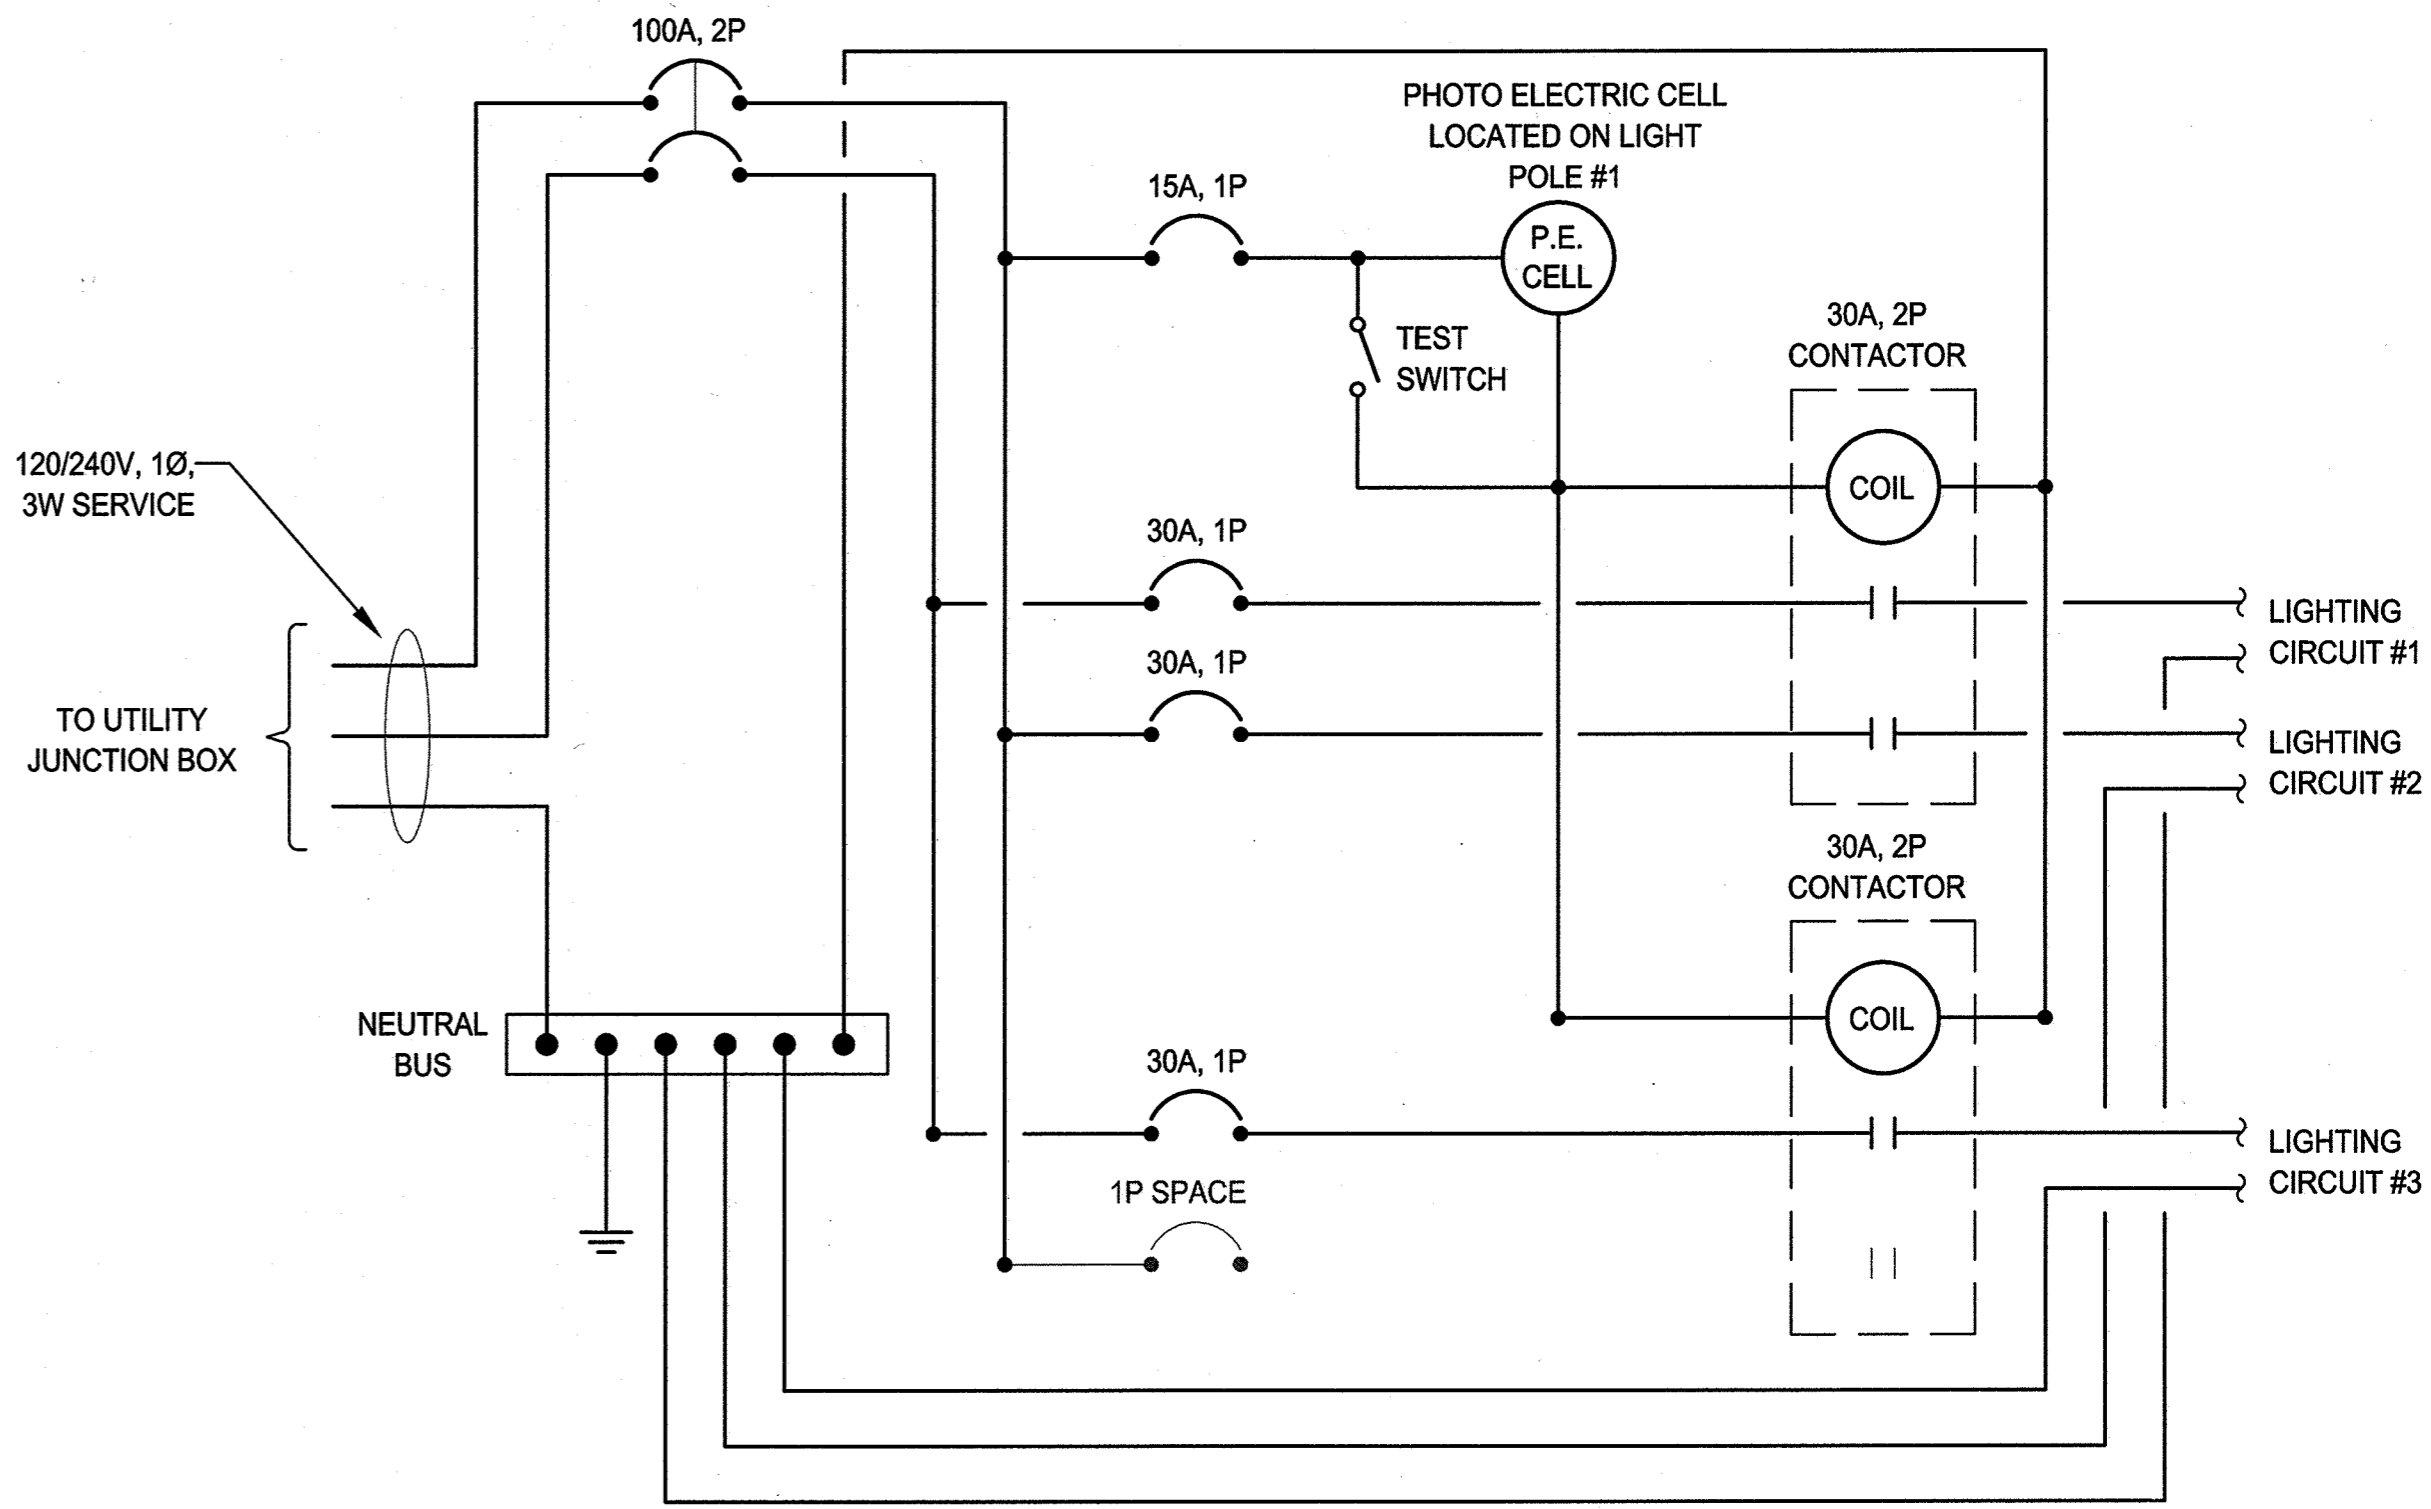 100A, 2P
PHOTO ELECTRIC CELL
LOCATED ON LIGHT
POLE #1
15A, 1P
P.E.
CELL
TEST
SWITCH
30A, 2P
CONTACTOR
COIL
120/240V, 1Ø,
3W SERVICE
30A, 1P
LIGHTING
CIRCUIT #1
30A, 1P
TO UTILITY
JUNCTION BOX
LIGHTING
CIRCUIT #2
30A, 2P
CONTACTOR
COIL
NEUTRAL
BUS
30A, 1P
LIGHTING
CIRCUIT #3
1P SPACE